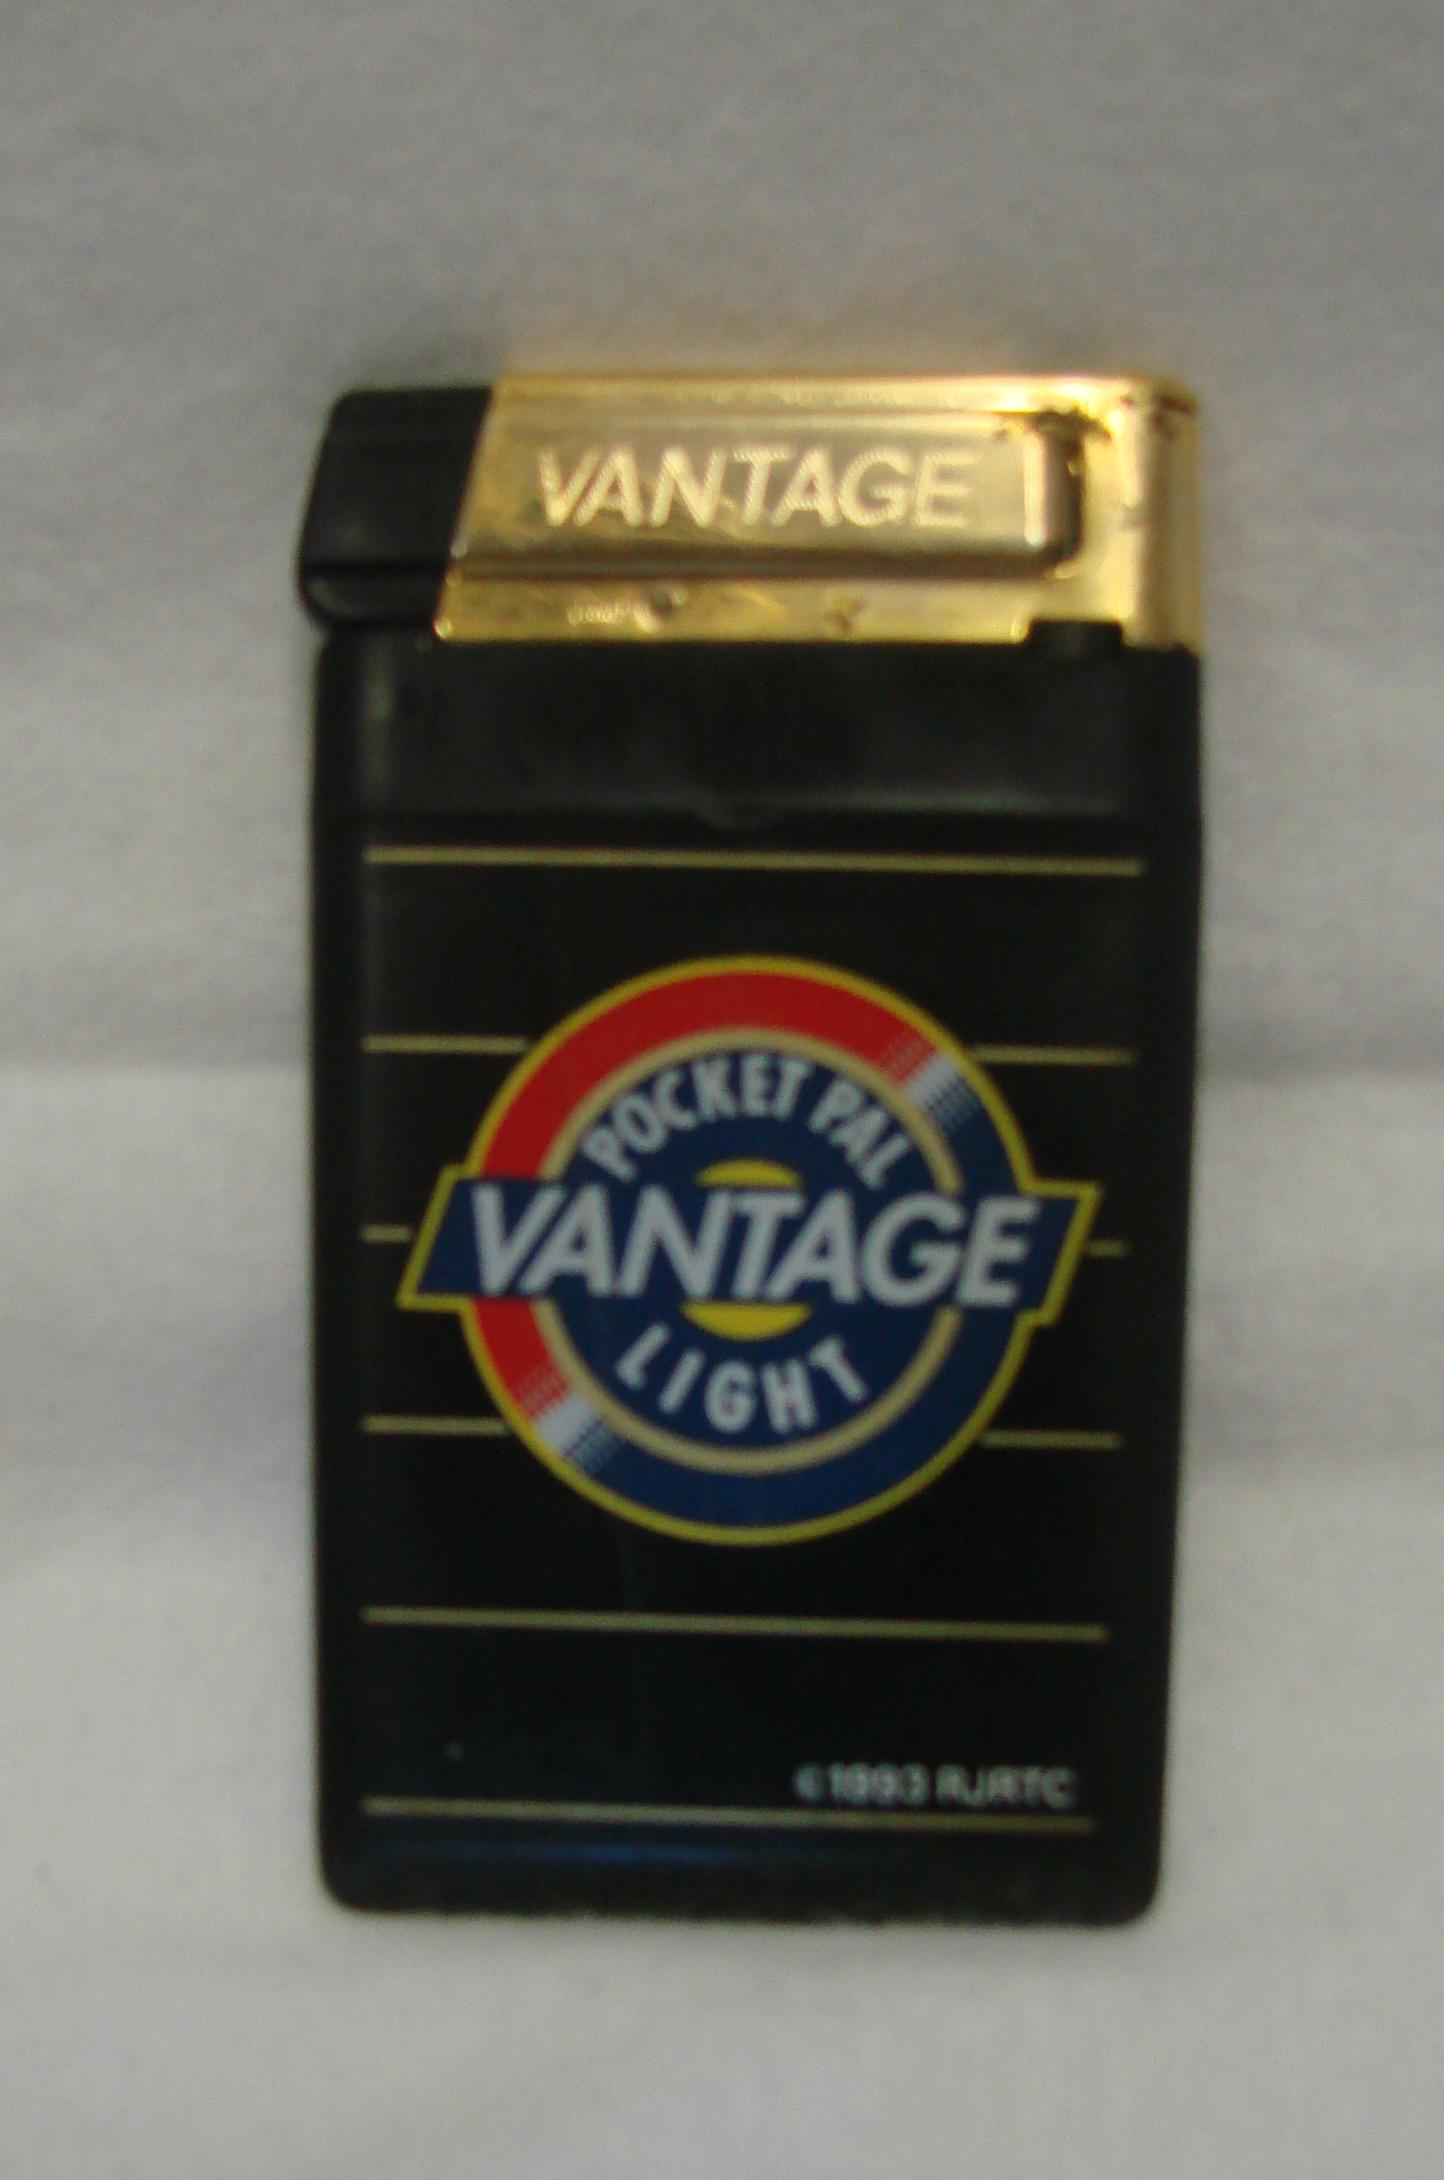 VANTAGE
POCKET PAL
VANTAGE
LIGHT
©1993 RJRTC